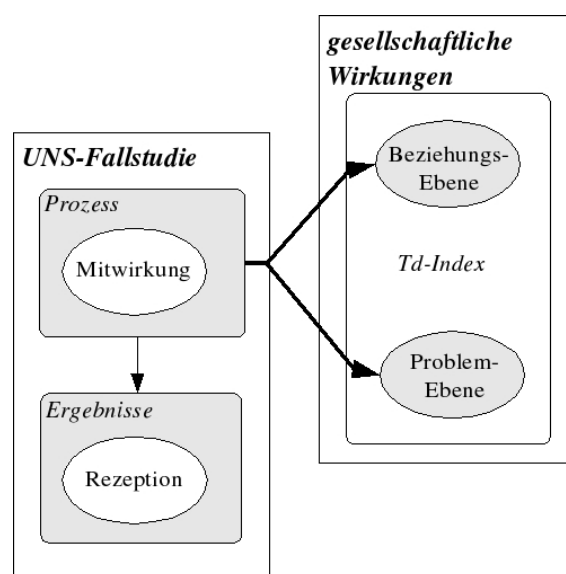 gesellschaftliche
Wirkungen
UNS-Fallstudie
Prozess
Mitwirkung
Ergebnisse
Rezeption
Beziehungs-
Ebene
Td-Index
Problem-
Ebene